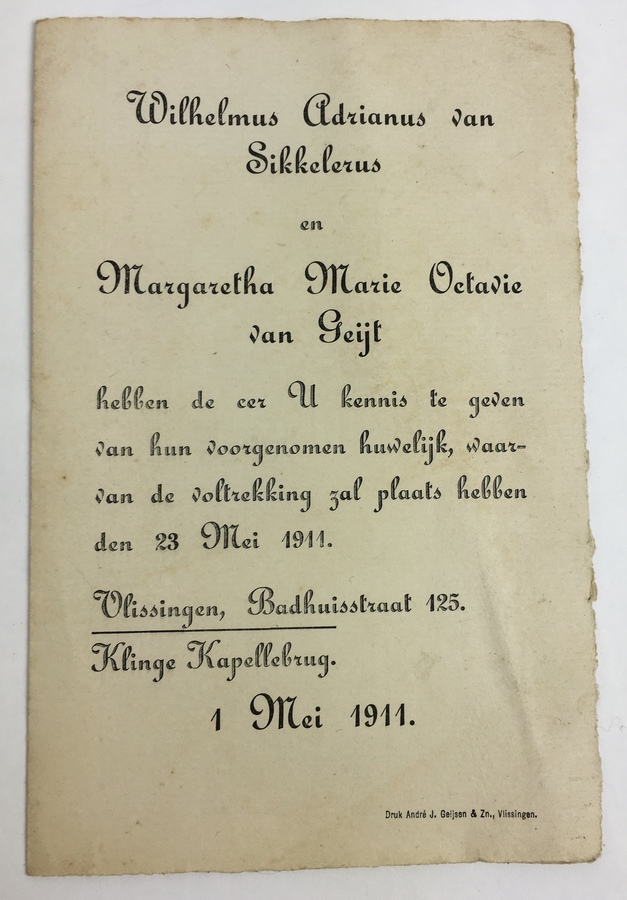 Wilhelmus Adrianus van
Sikkelerus
en
Margaretha Marie Octavie
van Geijt
hebben de eer U kennis te geven
van hun voorgenomen huwelijk, waar-
van de voltrekking zal plaats hebben
den 23 Mei 1911.
Vlissingen, Badhuisstraat 125.
Klinge Kapellebrug.
1 Mei 1911.
Druk André J. Geijsen & Zn., Vlissingen.